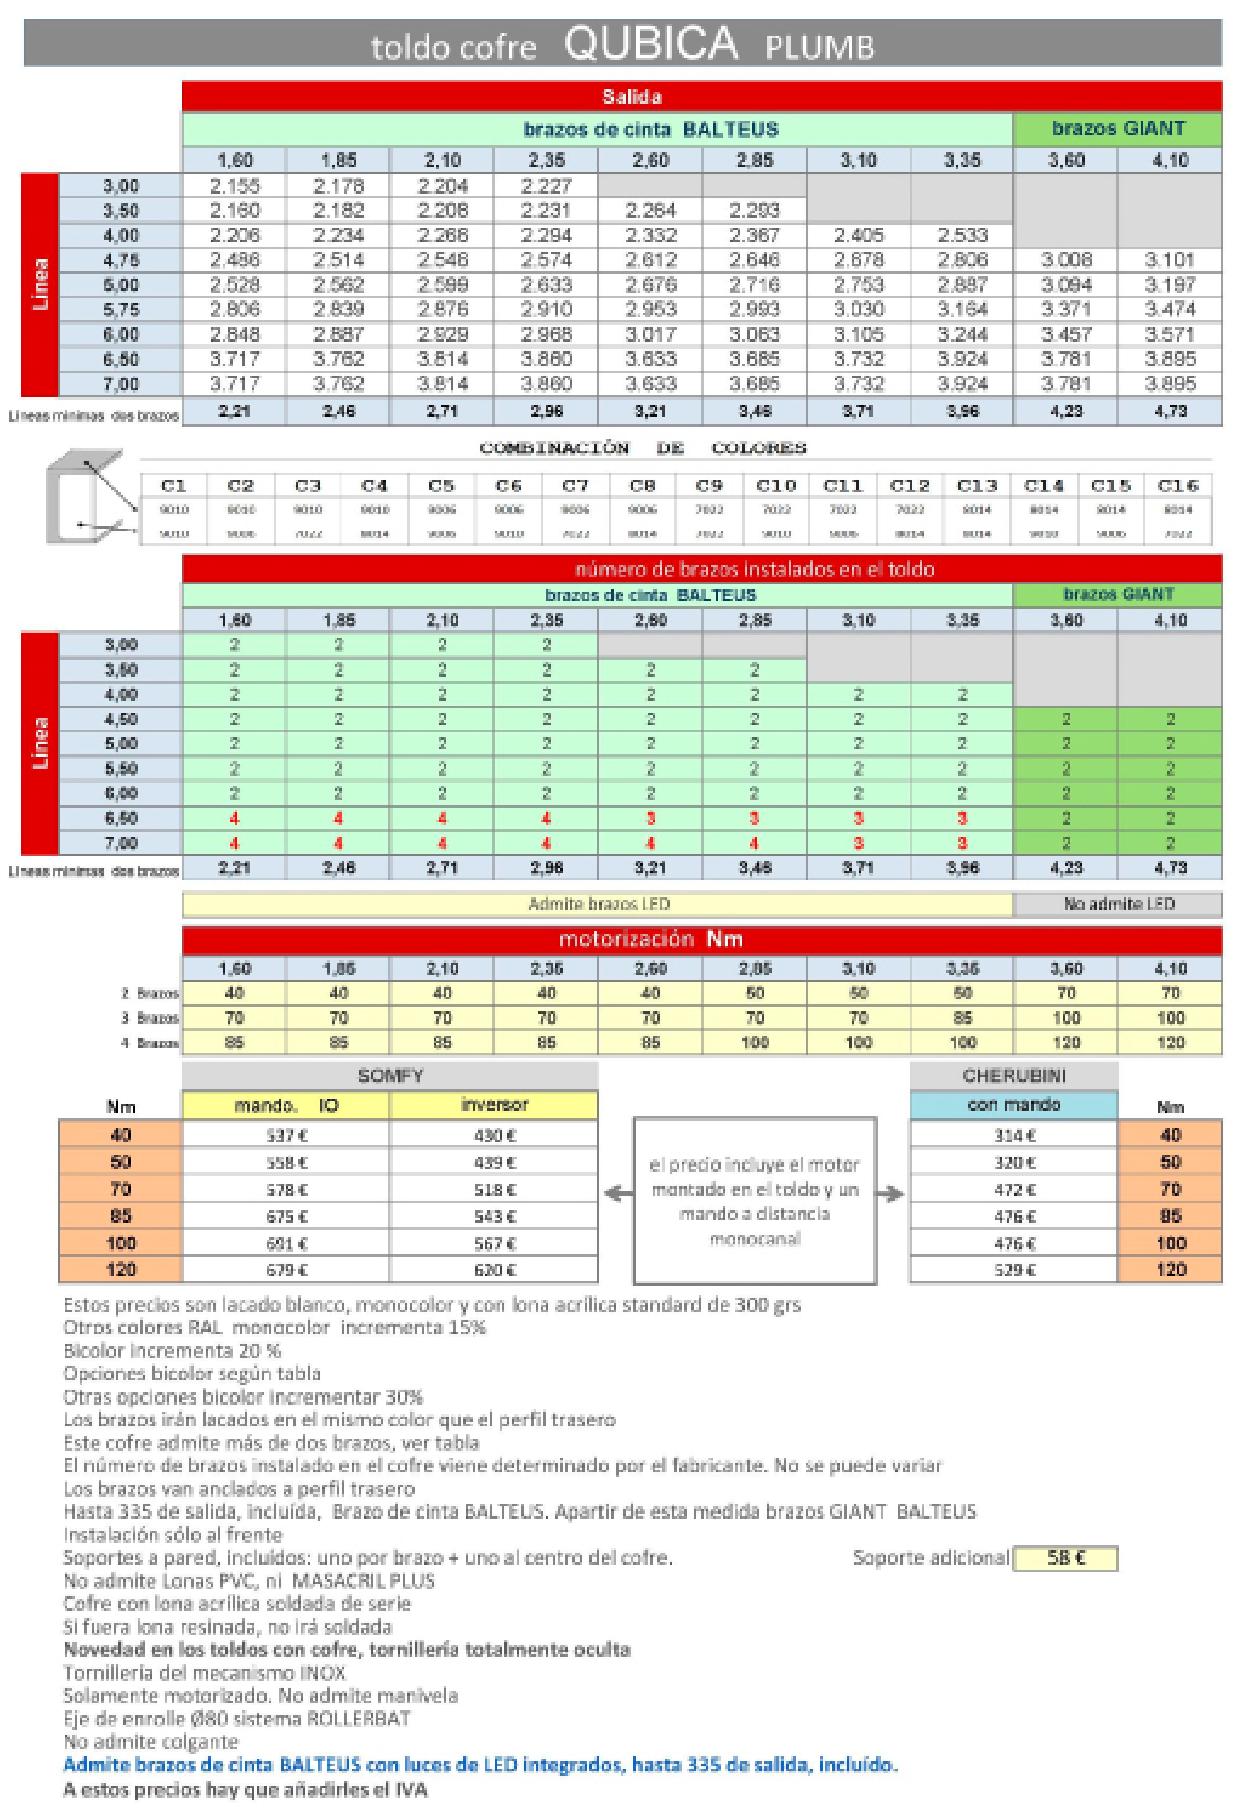 toldo cofre QUBICA PLUMB
Salida
brazos de cinta BALTEUS brazos GIANT
1,60 1,85 2,10 2,35 2,60 2,85 3,10 3,35 3,60 4,10
Línea
3,00 2.155 2.178 2.204 2.227
3,50 2.160 2.182 2.208 2.231 2.264 2.293
4,00 2.206 2.234 2.266 2.294 2.332 2.367 2.405 2.533
4,75 2.486 2.514 2.546 2.574 2.612 2.646 2.678 2.806 3.008 3.101
5,00 2.528 2.562 2.599 2.633 2.676 2.716 2.753 2.887 3.094 3.197
5,75 2.806 2.839 2.876 2.910 2.953 2.993 3.030 3.164 3.371 3.474
6,00 2.848 2.887 2.929 2.968 3.017 3.063 3.105 3.244 3.457 3.571
6,50 3.717 3.762 3.814 3.860 3.633 3.685 3.732 3.924 3.781 3.895
7,00 3.717 3.762 3.814 3.860 3.633 3.685 3.732 3.924 3.781 3.895
Líneas mínimas dos brazos 2,21 2,46 2,71 2,96 3,21 3,46 3,71 3,96 4,23 4,73
COMBINACIÓN DE COLORES
C1 C2 C3 C4 C5 C6 C7 C8 C9 C10 C11 C12 C13 C14 C15 C16
9010 9010 9010 9010 9006 9006 9006 9006 7022 7022 7022 7022 8014 8014 8014 8014
9010 9006 7022 8014 9006 9010 7022 8014 7022 9010 9006 8014 8014 9010 9006 7022
número de brazos instalados en el toldo
brazos de cinta BALTEUS brazos GIANT
1,60 1,85 2,10 2,35 2,60 2,85 3,10 3,35 3,60 4,10
Línea
3,00 2 2 2 2
3,50 2 2 2 2 2 2
4,00 2 2 2 2 2 2 2 2
4,50 2 2 2 2 2 2 2 2 2 2
5,00 2 2 2 2 2 2 2 2 2 2
5,50 2 2 2 2 2 2 2 2 2 2
6,00 2 2 2 2 2 2 2 2 2 2
6,50 4 4 4 4 3 3 3 3 2 2
7,00 4 4 4 4 4 4 3 3 2 2
Líneas mínimas dos brazos 2,21 2,46 2,71 2,96 3,21 3,46 3,71 3,96 4,23 4,73
Admite brazos LED No admite LED
motorización Nm
1,60 1,85 2,10 2,35 2,60 2,85 3,10 3,35 3,60 4,10
2 Brazos 40 40 40 40 40 50 50 50 70 70
3 Brazos 70 70 70 70 70 70 70 85 100 100
4 Brazos 85 85 85 85 85 100 100 100 120 120
SOMFY CHERUBINI
Nm mando. IO inversor con mando Nm
40 537 € 430 € 314 € 40
50 558 € 439 € 320 € 50
70 578 € 518 € 472 € 70
85 675 € 543 € 476 € 85
100 691 € 567 € 476 € 100
120 679 € 620 € 529 € 120
el precio incluye el motor
montado en el toldo y un
mando a distancia
monocanal
Estos precios son lacado blanco, monocolor y con lona acrílica standard de 300 grs
Otros colores RAL monocolor incrementa 15%
Bicolor incrementa 20 %
Opciones bicolor según tabla
Otras opciones bicolor incrementar 30%
Los brazos irán lacados en el mismo color que el perfil trasero
Este cofre admite más de dos brazos, ver tabla
El número de brazos instalado en el cofre viene determinado por el fabricante. No se puede variar
Los brazos van anclados a perfil trasero
Hasta 335 de salida, incluída, Brazo de cinta BALTEUS. Apartir de esta medida brazos GIANT BALTEUS
Instalación sólo al frente
Soportes a pared, incluídos: uno por brazo + uno al centro del cofre. Soporte adicional 58 €
No admite Lonas PVC, ni MASACRIL PLUS
Cofre con lona acrílica soldada de serie
Si fuera lona resinada, no irá soldada
Novedad en los toldos con cofre, tornillería totalmente oculta
Tornillería del mecanismo INOX
Solamente motorizado. No admite manivela
Eje de enrolle Ø80 sistema ROLLERBAT
No admite colgante
Admite brazos de cinta BALTEUS con luces de LED integrados, hasta 335 de salida, incluído.
A estos precios hay que añadirles el IVA